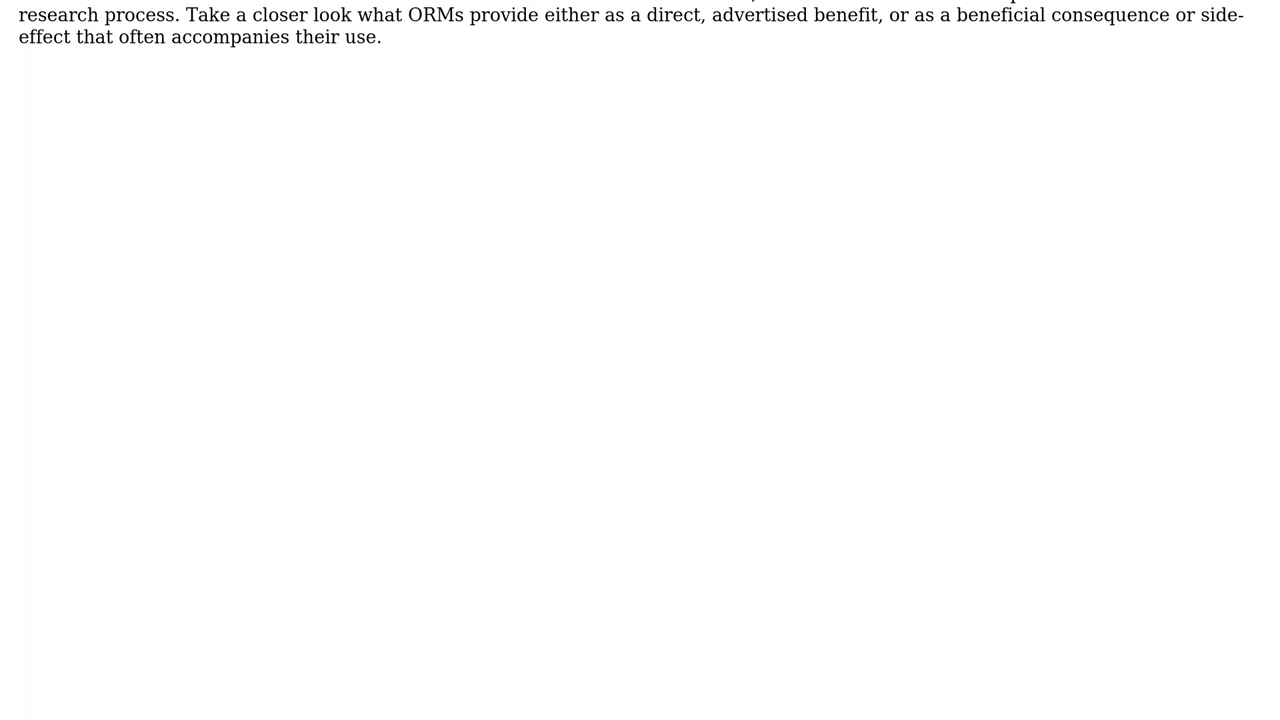 research process. Take a closer look what ORMs provide either as a direct, advertised benefit, or as a beneficial consequence or side-
effect that often accompanies their use.